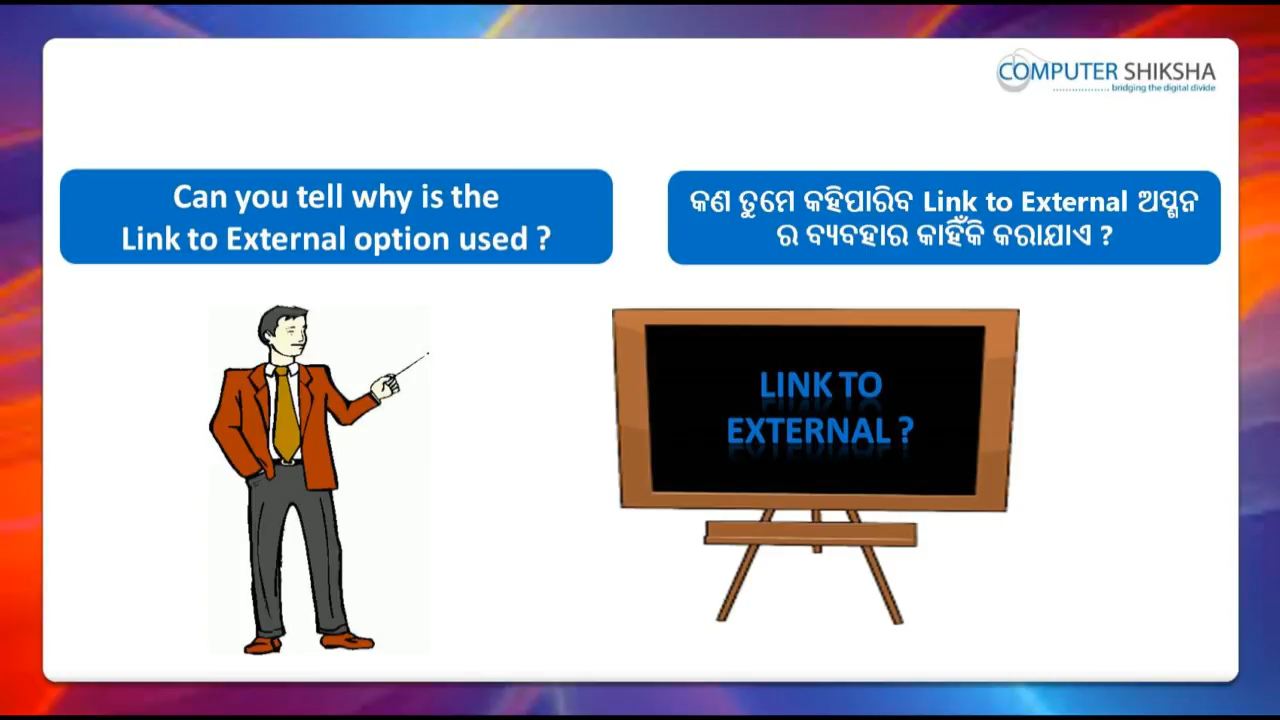 COMPUTER SHIKSHA
bridging the digital divide
Can you tell why is the
Link to External option used ?
କଣ ତୁମେ କହିପାରିବ Link to External ଅପ୍ସନ
ର ବ୍ୟବହାର କାହିଁକି କରାଯାଏ ?
LINK TO
EXTERNAL ?